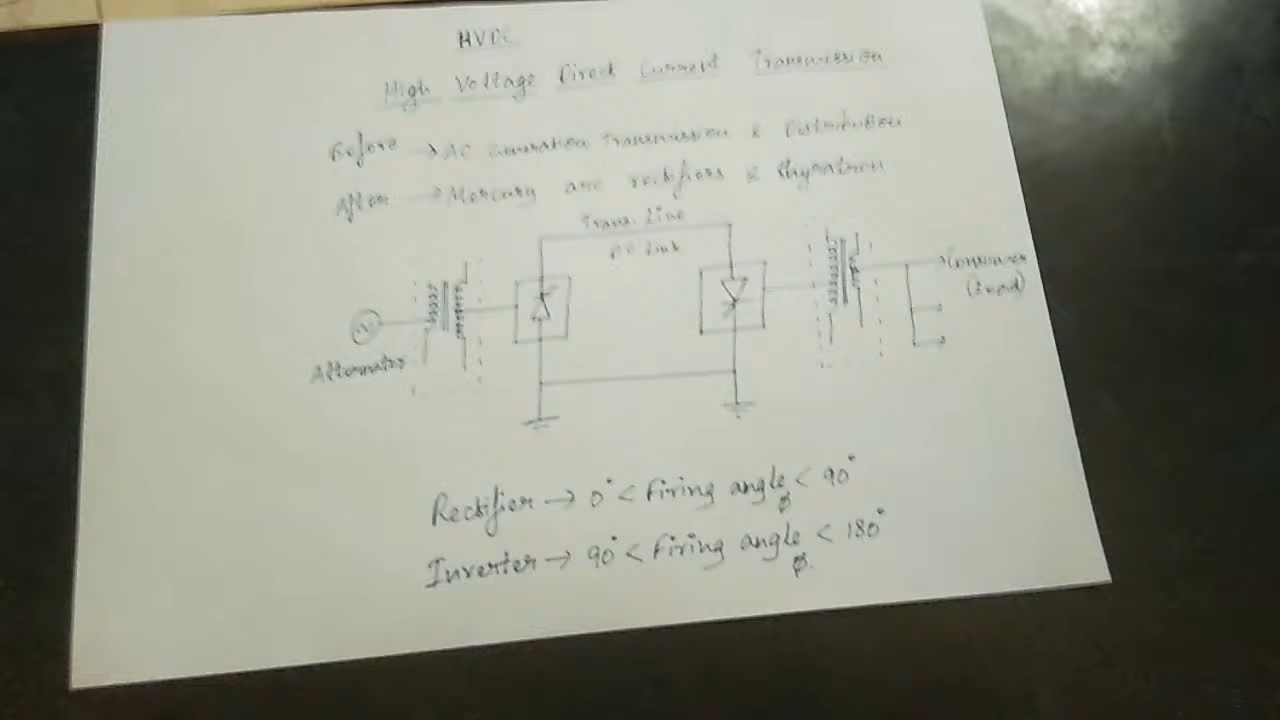 HVDC
High Voltage Direct Current Transmission
Before → AC Generation Transmission & Distribution
After → Mercury arc rectifiers & thyratron
Trans. Line
DC Link
Consumer
(Load)
Alternator
Rectifier → 0° < Firing angle < 90°
ø
Inverter → 90° < Firing angle < 180°
ø